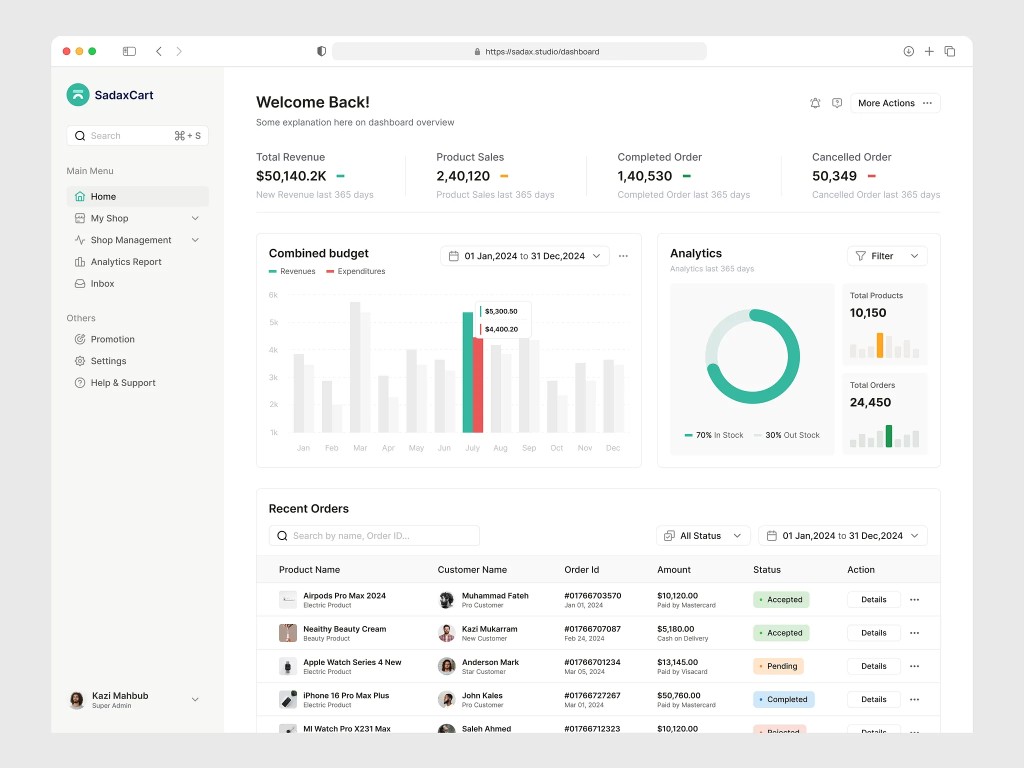 https://sadax.studio/dashboard
SadaxCart
Search
⌘ + S
Main Menu
Home
My Shop
Shop Management
Analytics Report
Inbox
Others
Promotion
Settings
Help & Support
Kazi Mahbub
Super Admin
Welcome Back!
Some explanation here on dashboard overview
More Actions
Total Revenue
$50,140.2K
New Revenue last 365 days
Product Sales
2,40,120
Product Sales last 365 days
Completed Order
1,40,530
Completed Order last 365 days
Cancelled Order
50,349
Cancelled Order last 365 days
Combined budget
01 Jan,2024 to 31 Dec,2024
Revenues
Expenditures
6k
5k
4k
3k
2k
1k
$5,300.50
$4,400.20
Jan Feb Mar Apr May Jun July Aug Sep Oct Nov Dec
Analytics
Analytics last 365 days
Filter
70% In Stock
30% Out Stock
Total Products
10,150
Total Orders
24,450
Recent Orders
Search by name, Order ID...
All Status
01 Jan,2024 to 31 Dec,2024
Product Name Customer Name Order Id Amount Status Action
Airpods Pro Max 2024 Muhammad Fateh #01766703570 $10,120.00 Accepted Details
Electric Product Pro Customer Jan 01, 2024 Paid by Mastercard
Neaithy Beauty Cream Kazi Mukarram #01766707087 $5,180.00 Accepted Details
Beauty Product New Customer Feb 24, 2024 Cash on Delivery
Apple Watch Series 4 New Anderson Mark #01766701234 $13,145.00 Pending Details
Electric Product Star Customer Mar 05, 2024 Paid by Visacard
iPhone 16 Pro Max Plus John Kales #01766727267 $50,760.00 Completed Details
Electric Product Pro Customer Mar 01, 2024 Paid by Mastercard
MI Watch Pro X231 Max Saleh Ahmed #01766712323 $10,120.00 Rejected Details